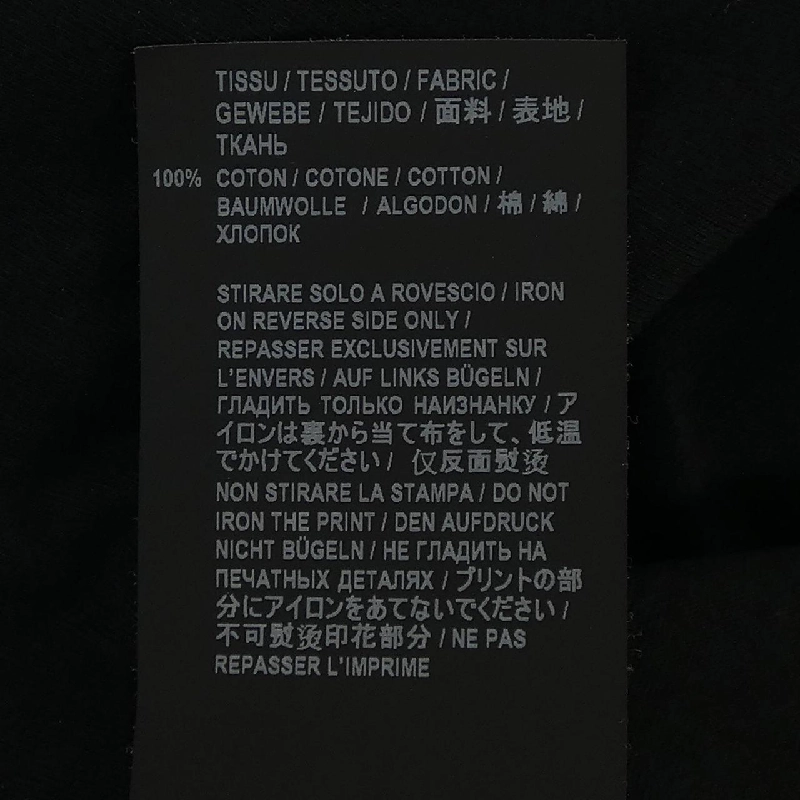 TISSU / TESSUTO / FABRIC /
GEWEBE / TEJIDO / 面料 / 表地 /
ТКАНЬ
100% COTON / COTONE / COTTON /
BAUMWOLLE / ALGODON / 棉 / 綿 /
ХЛОПОК
STIRARE SOLO A ROVESCIO / IRON
ON REVERSE SIDE ONLY /
REPASSER EXCLUSIVEMENT SUR
L'ENVERS / AUF LINKS BÜGELN /
ГЛАДИТЬ ТОЛЬКО НАИЗНАНКУ / ア
イロンは裏から当て布をして、低温
でかけてください / 仅反面熨烫
NON STIRARE LA STAMPA / DO NOT
IRON THE PRINT / DEN AUFDRUCK
NICHT BÜGELN / НЕ ГЛАДИТЬ НА
ПЕЧАТНЫХ ДЕТАЛЯХ / プリントの部
分にアイロンをあてないでください /
不可熨烫印花部分 / NE PAS
REPASSER L'IMPRIME